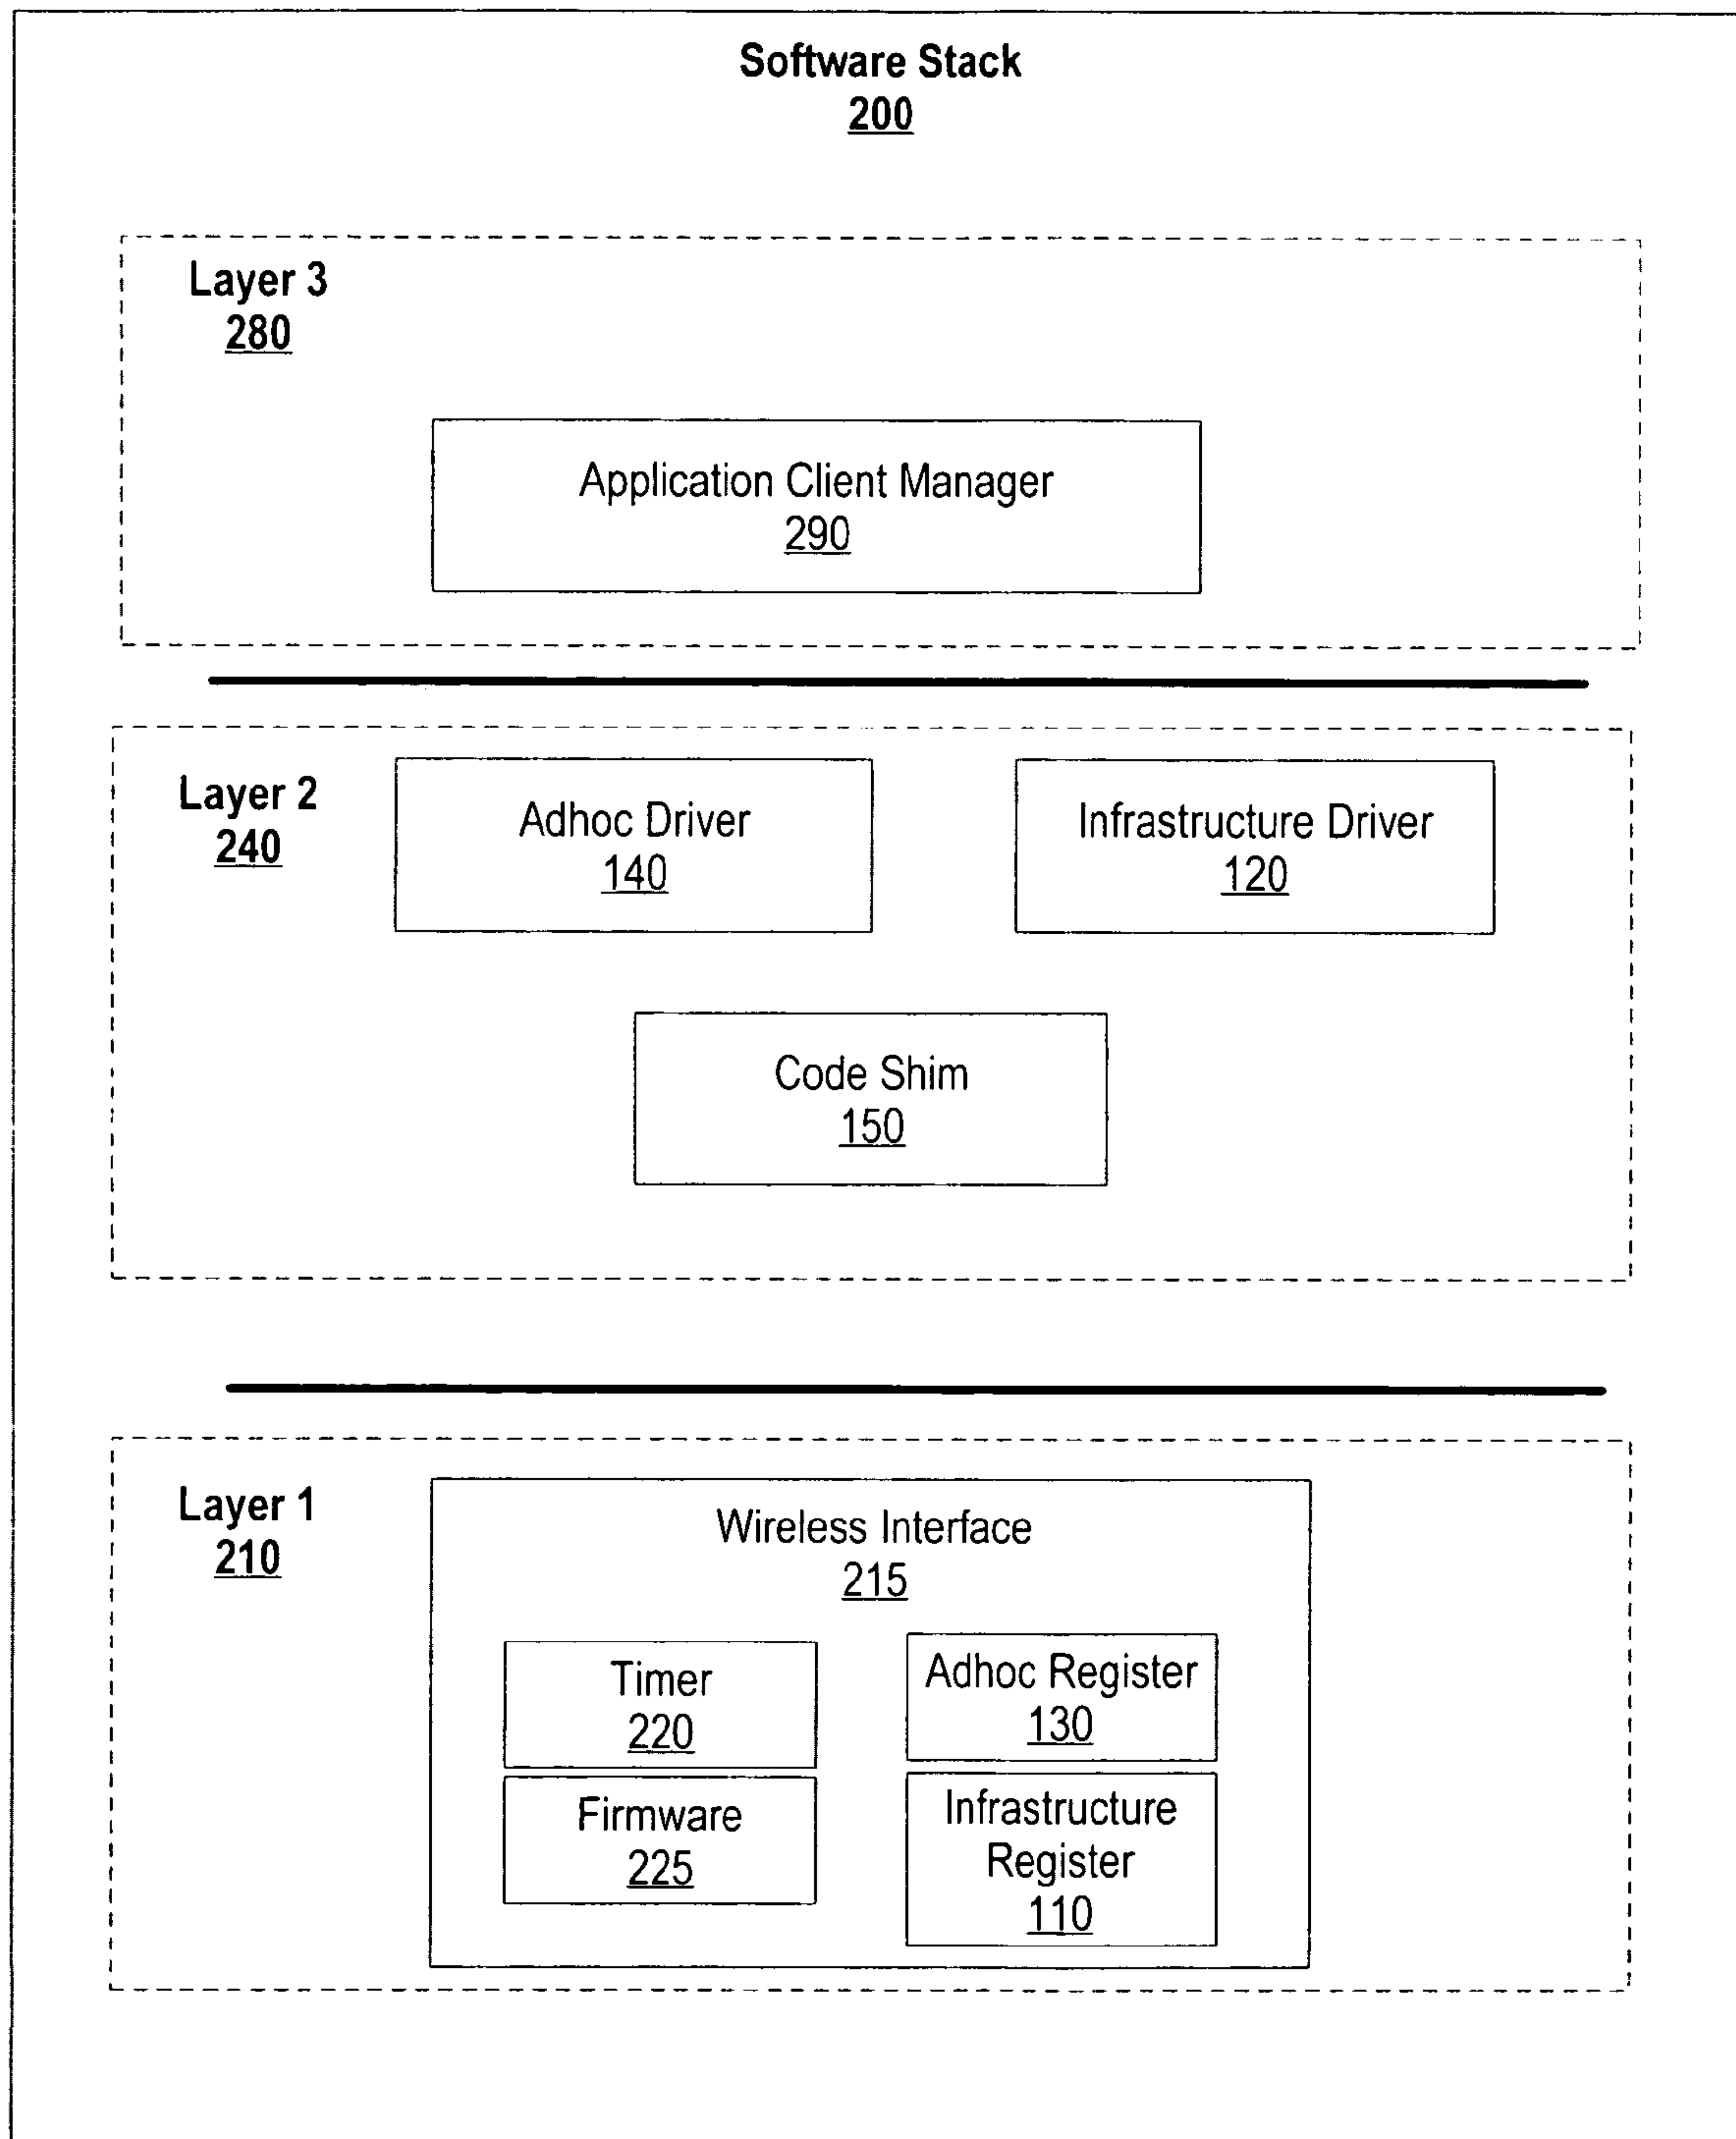 Software Stack
200
Layer 3
280
Application Client Manager
290
Layer 2
240
Adhoc Driver
140
Infrastructure Driver
120
Code Shim
150
Layer 1
210
Wireless Interface
215
Timer
220
Adhoc Register
130
Firmware
225
Infrastructure
Register
110